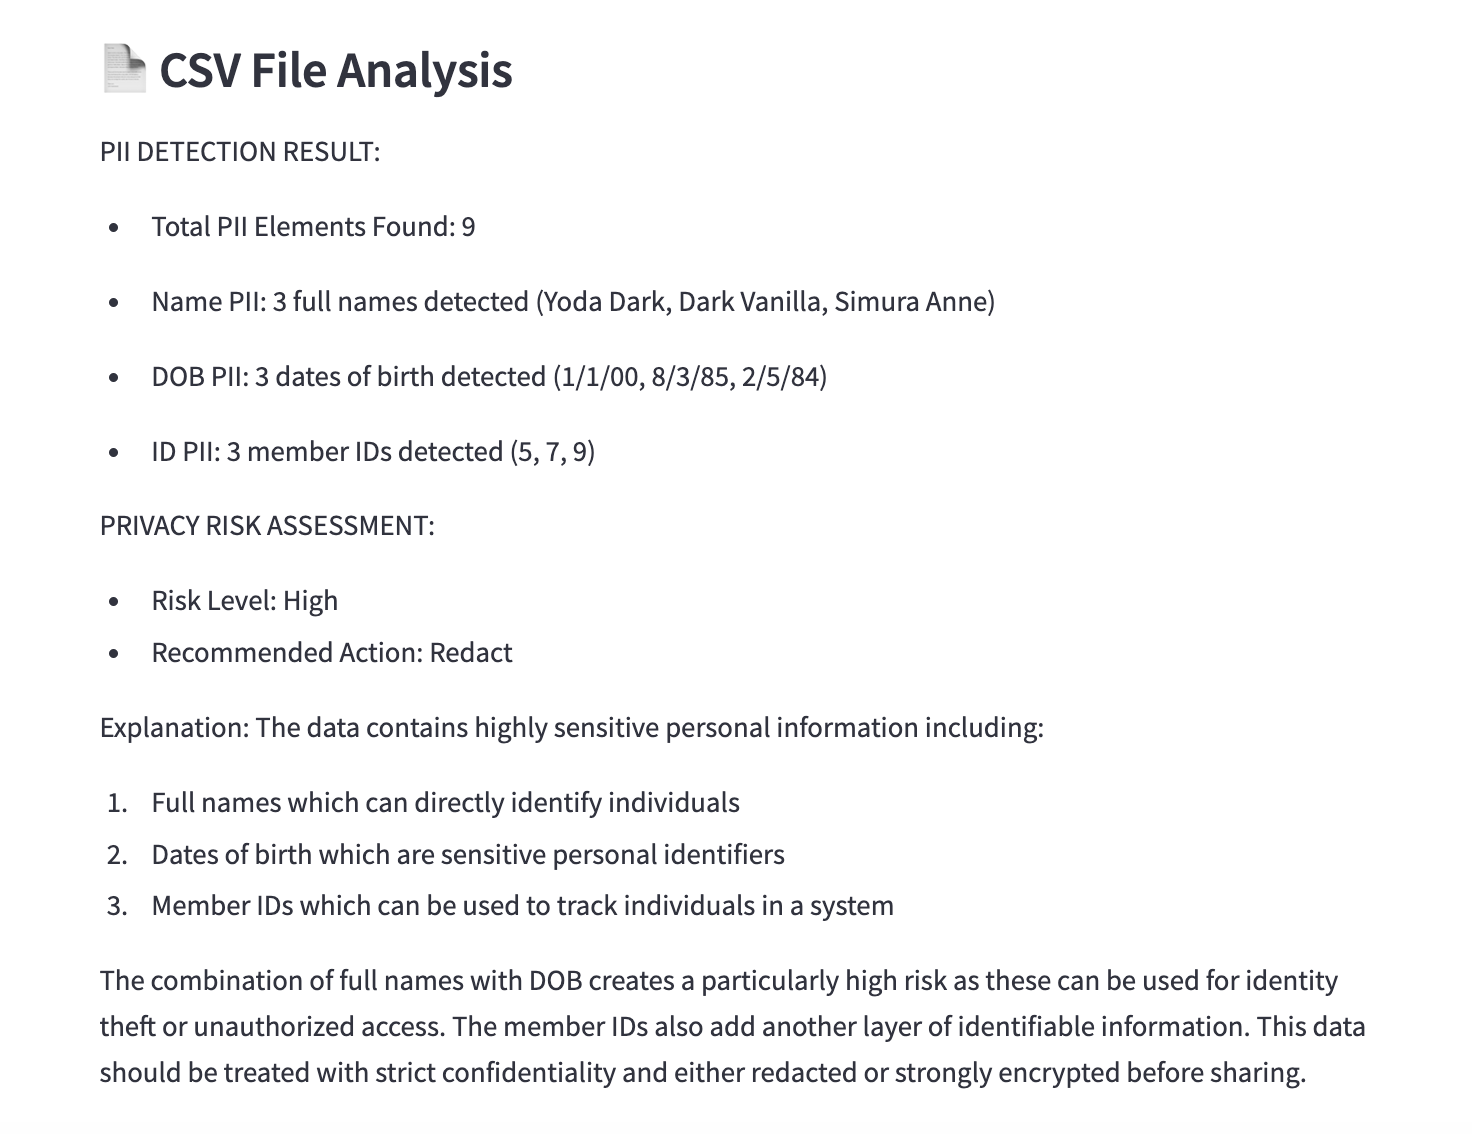 CSV File Analysis
PII DETECTION RESULT:
• Total PII Elements Found: 9
• Name PII: 3 full names detected (Yoda Dark, Dark Vanilla, Simura Anne)
• DOB PII: 3 dates of birth detected (1/1/00, 8/3/85, 2/5/84)
• ID PII: 3 member IDs detected (5, 7, 9)
PRIVACY RISK ASSESSMENT:
• Risk Level: High
• Recommended Action: Redact
Explanation: The data contains highly sensitive personal information including:
1. Full names which can directly identify individuals
2. Dates of birth which are sensitive personal identifiers
3. Member IDs which can be used to track individuals in a system
The combination of full names with DOB creates a particularly high risk as these can be used for identity
theft or unauthorized access. The member IDs also add another layer of identifiable information. This data
should be treated with strict confidentiality and either redacted or strongly encrypted before sharing.